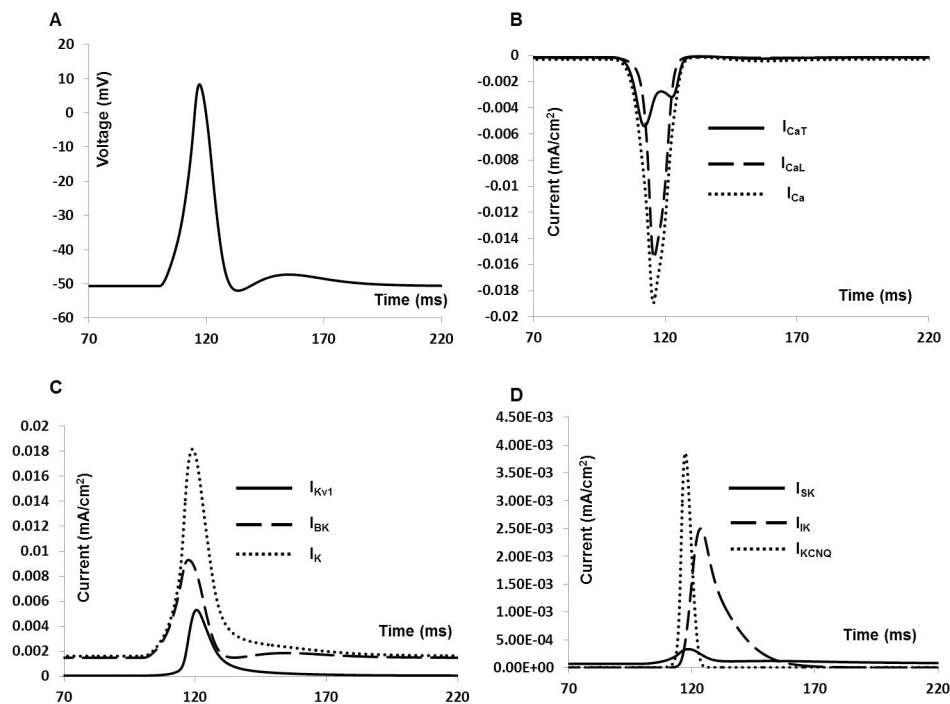 A
20
10
0
-10
-20
-30
-40
-50
-60
Voltage (mV)
Time (ms)
70 120 170 220
B
0
-0.002
-0.004
-0.006
-0.008
-0.01
-0.012
-0.014
-0.016
-0.018
-0.02
Current (mA/cm²)
I_CaT
I_CaL
I_Ca
Time (ms)
70 120 170 220
C
0.02
0.018
0.016
0.014
0.012
0.01
0.008
0.006
0.004
0.002
0
Current (mA/cm²)
I_Kv1
I_BK
I_K
Time (ms)
70 120 170 220
D
4.50E-03
4.00E-03
3.50E-03
3.00E-03
2.50E-03
2.00E-03
1.50E-03
1.00E-03
5.00E-04
0.00E+00
Current (mA/cm²)
I_SK
I_IK
I_KCNQ
Time (ms)
70 120 170 220